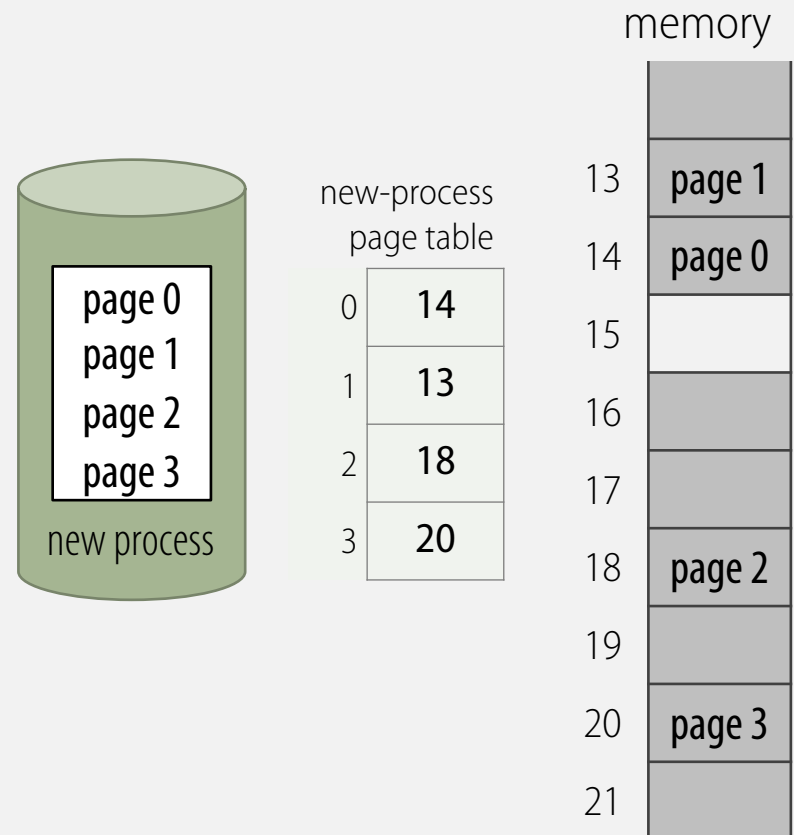 memory
new-process
page table
page 0
page 1
page 2
page 3
new process
0 14
1 13
2 18
3 20
13 page 1
14 page 0
15
16
17
18 page 2
19
20 page 3
21